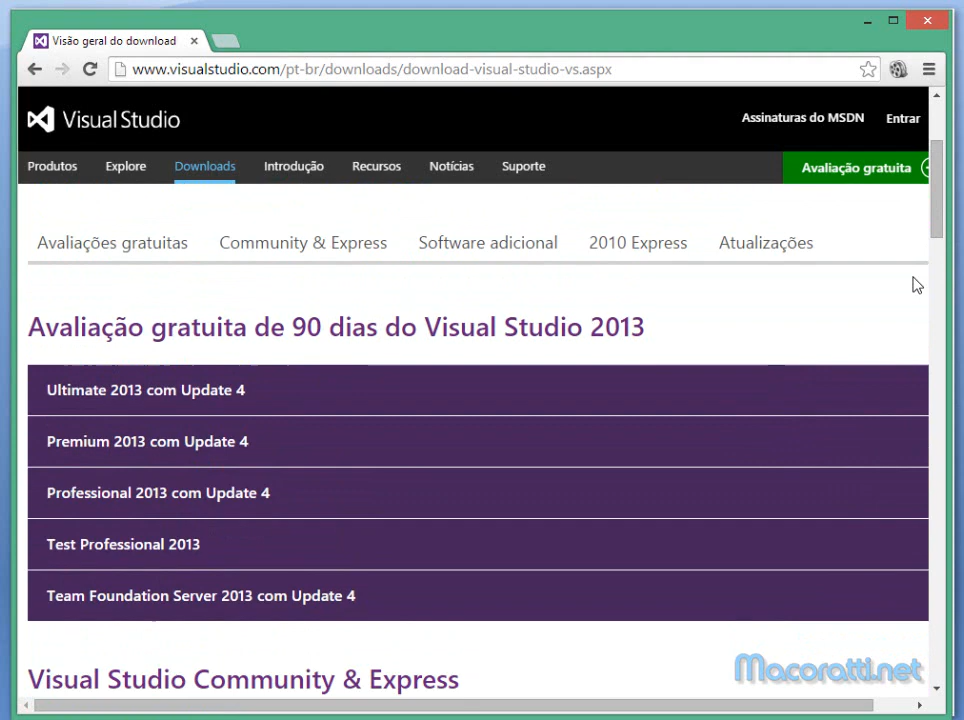 Visão geral do download
www.visualstudio.com/pt-br/downloads/download-visual-studio-vs.aspx
Visual Studio
Assinaturas do MSDN Entrar
Produtos Explore Downloads Introdução Recursos Notícias Suporte Avaliação gratuita
Avaliações gratuitas Community & Express Software adicional 2010 Express Atualizações
Avaliação gratuita de 90 dias do Visual Studio 2013
Ultimate 2013 com Update 4
Premium 2013 com Update 4
Professional 2013 com Update 4
Test Professional 2013
Team Foundation Server 2013 com Update 4
Visual Studio Community & Express
Macoratti.net